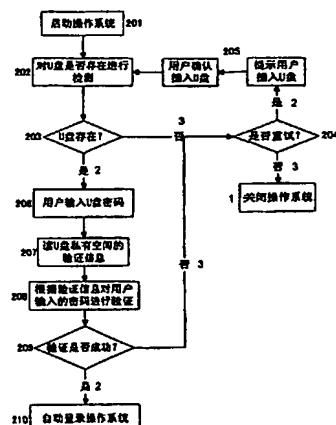 启动操作系统 201
202 对U盘是否存在进行
检测
205
用户确认
插入U盘
提示用户
插入U盘
203 U盘存在?
3
否
是否重试?
204
是 2
是 2
否 3
206 用户输入U盘密码
1 关闭操作系统
207 读U盘私有空间的
验证信息
208 根据验证信息对用户
输入的密码进行验证
否 3
209 验证是否成功?
是 2
210 自动登录操作系统